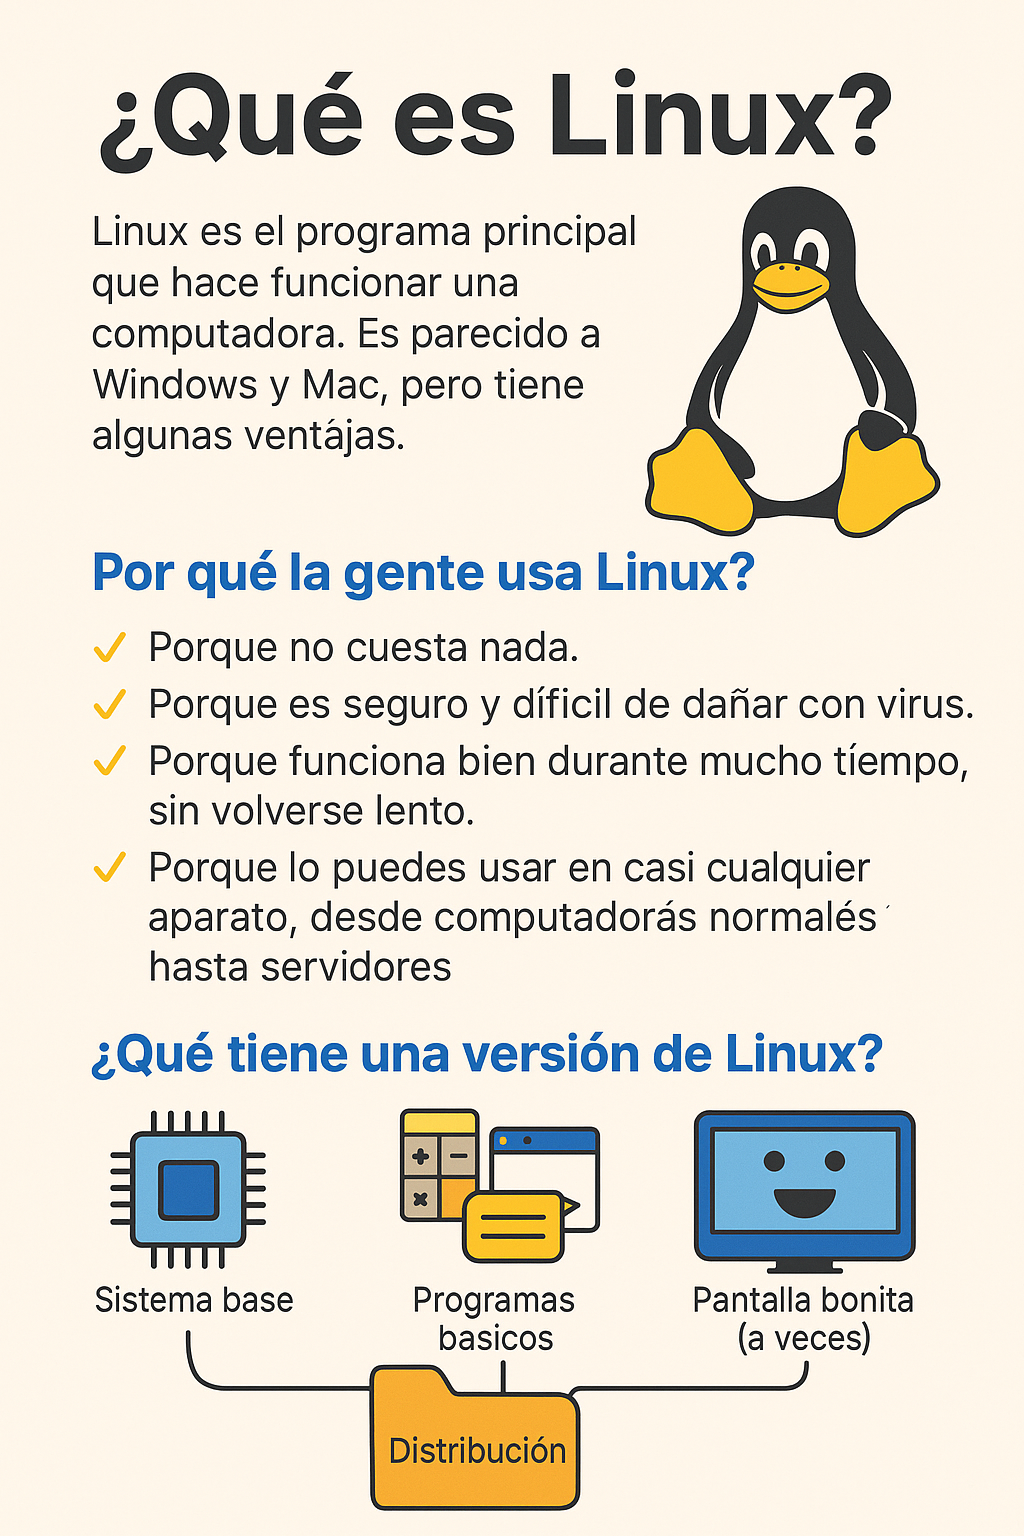 ¿Qué es Linux?
Linux es el programa principal
que hace funcionar una
computadora. Es parecido a
Windows y Mac, pero tiene
algunas ventájas.
Por qué la gente usa Linux?
Porque no cuesta nada.
Porque es seguro y díficil de dañar con virus.
Porque funciona bien durante mucho tíempo,
sin volverse lento.
Porque lo puedes usar en casi cualquier
aparato, desde computadorás normalés ́
hasta servidores
¿Qué tiene una versión de Linux?
Sistema base
Programas
basicos
Pantalla bonita
(a veces)
Distribución